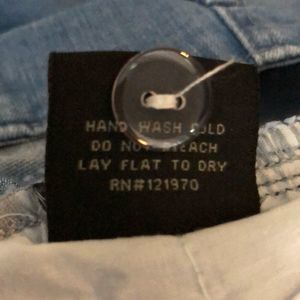 HAND WASH COLD
DO NOT BLEACH
LAY FLAT TO DRY
RN#121970